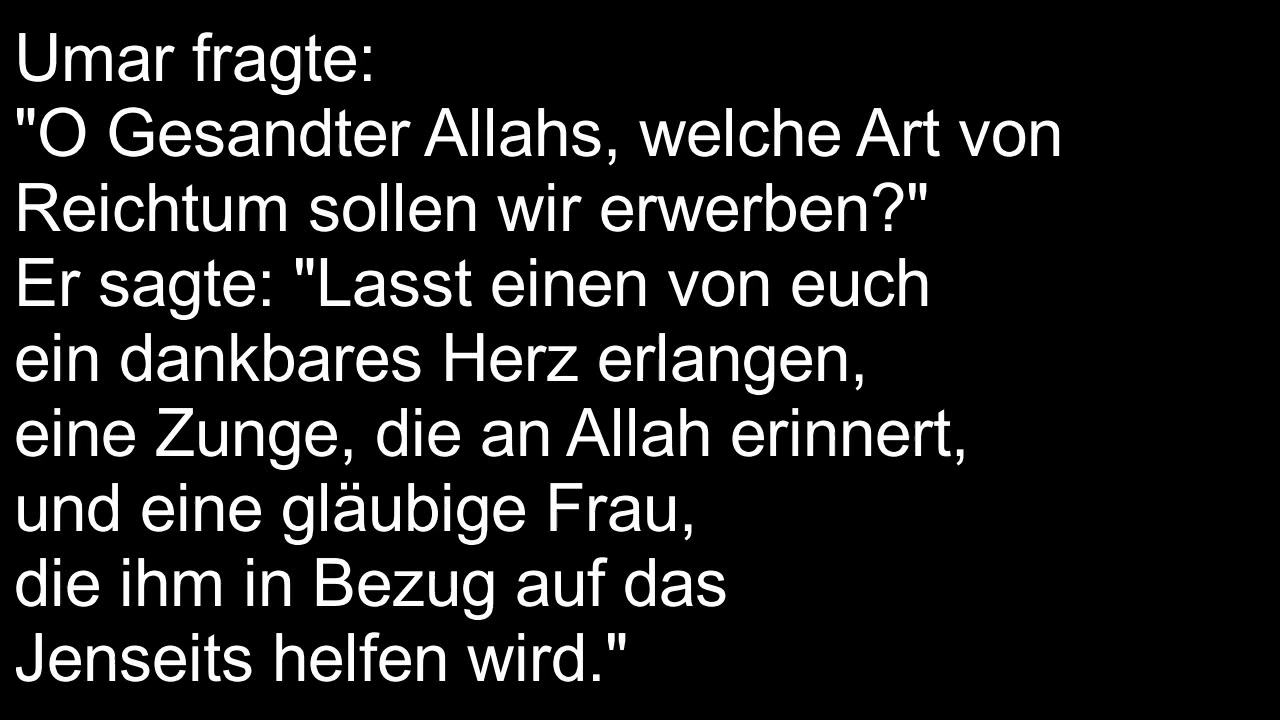 Umar fragte:
"O Gesandter Allahs, welche Art von
Reichtum sollen wir erwerben?"
Er sagte: "Lasst einen von euch
ein dankbares Herz erlangen,
eine Zunge, die an Allah erinnert,
und eine gläubige Frau,
die ihm in Bezug auf das
Jenseits helfen wird."